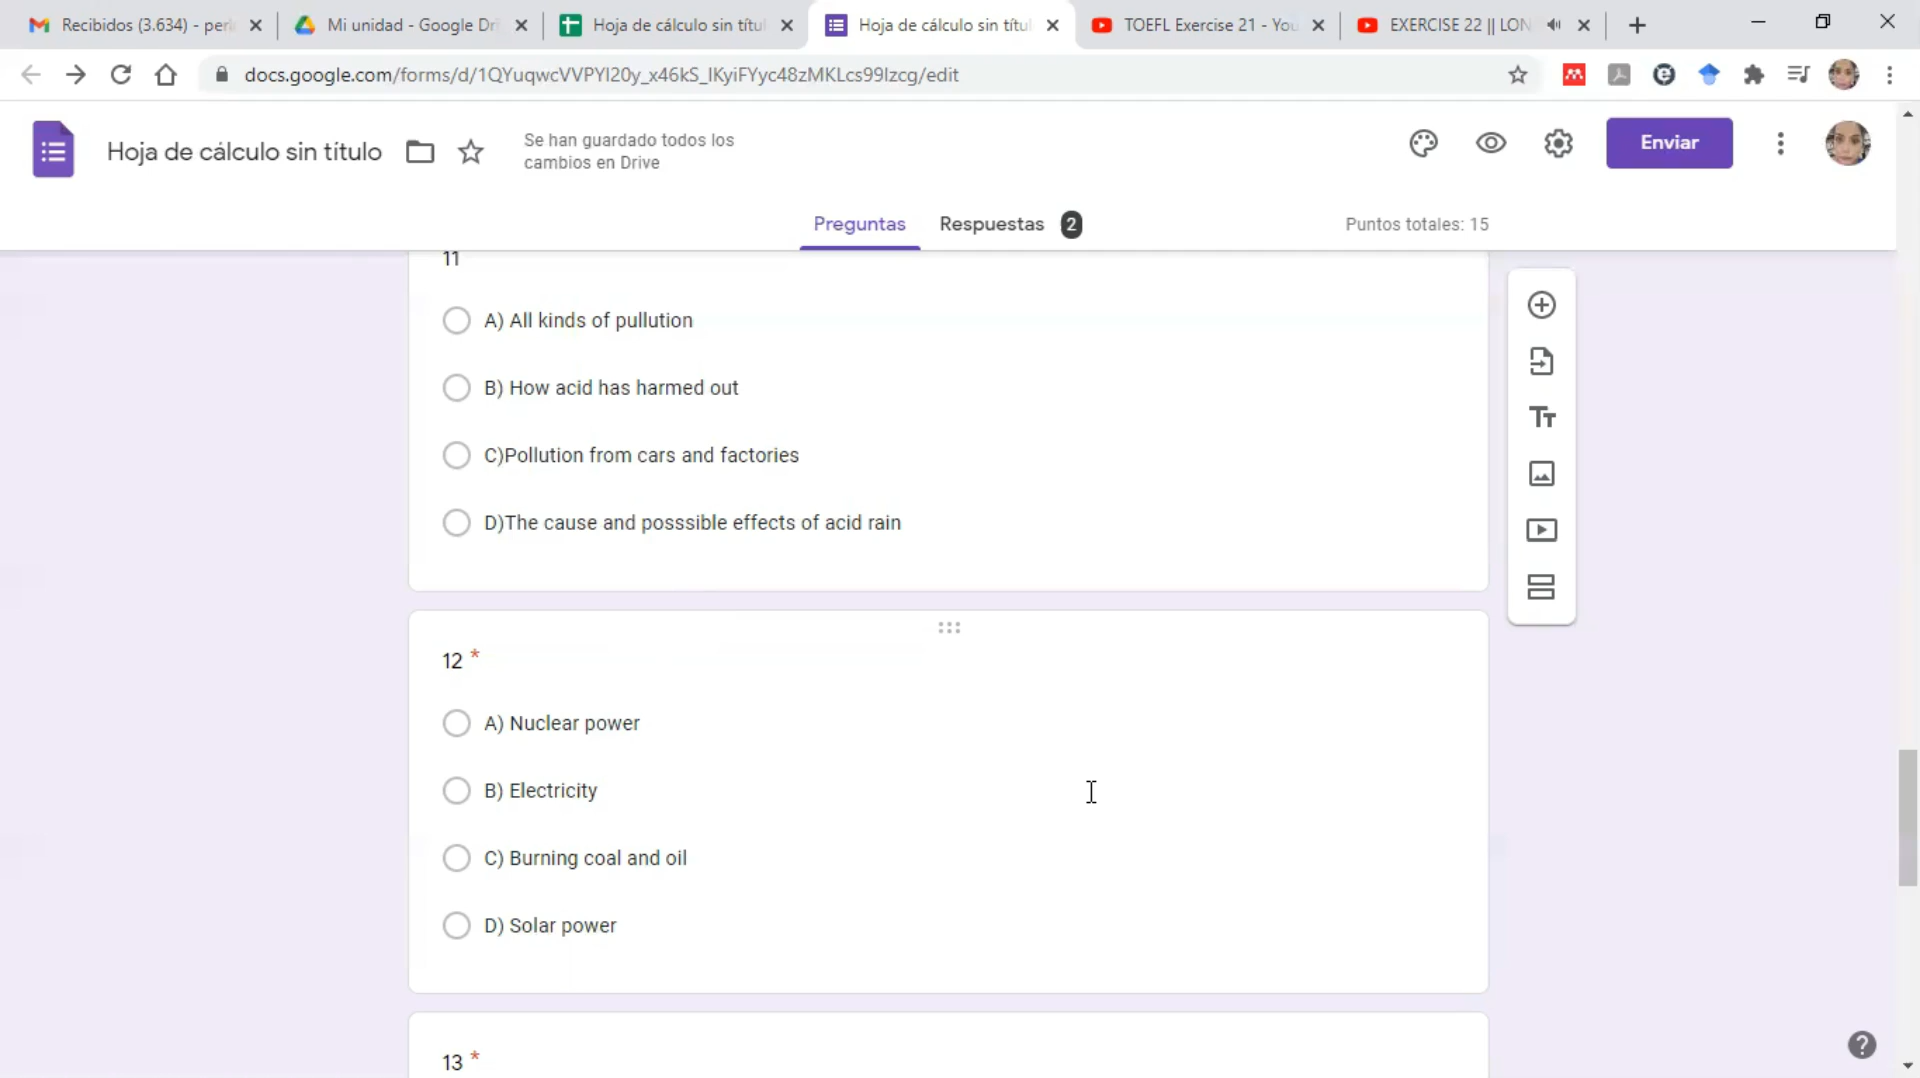 Recibidos (3.634) - peri
Mi unidad - Google Dri
Hoja de cálculo sin títul
Hoja de cálculo sin títul
TOEFL Exercise 21 - You
EXERCISE 22 || LON
docs.google.com/forms/d/1QYuqwcVVPYl20y_x46kS_lKyiFYyc48zMKLcs99lzcg/edit
Hoja de cálculo sin título
Se han guardado todos los
cambios en Drive
Enviar
Preguntas
Respuestas 2
Puntos totales: 15
11
A) All kinds of pullution
B) How acid has harmed out
C)Pollution from cars and factories
D)The cause and posssible effects of acid rain
12 *
A) Nuclear power
B) Electricity
C) Burning coal and oil
D) Solar power
13 *